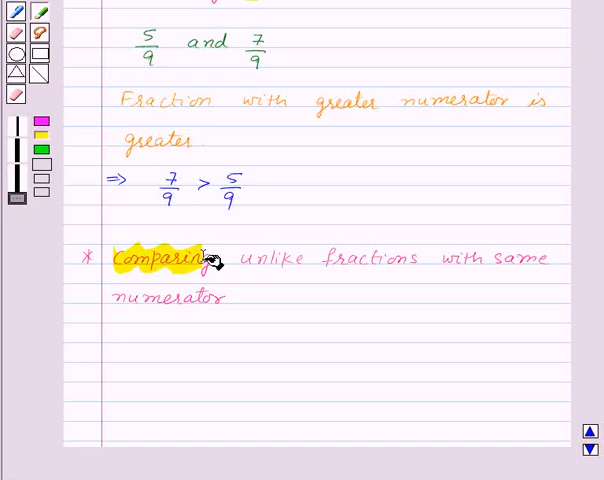 5/9 and 7/9
Fraction with greater numerator is
greater
⇒ 7/9 > 5/9
* Comparing unlike fractions with same
numerator